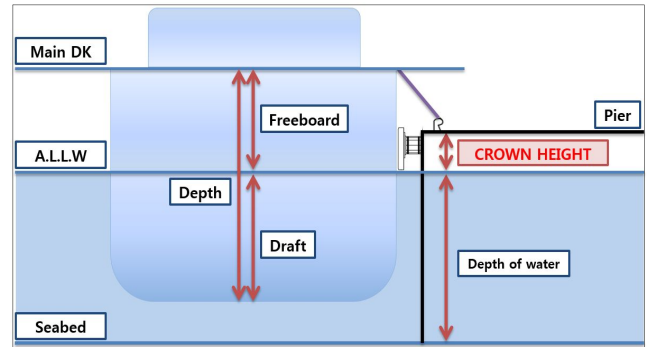 Main DK
Freeboard
Pier
A.L.L.W
CROWN HEIGHT
Depth
Draft
Depth of water
Seabed